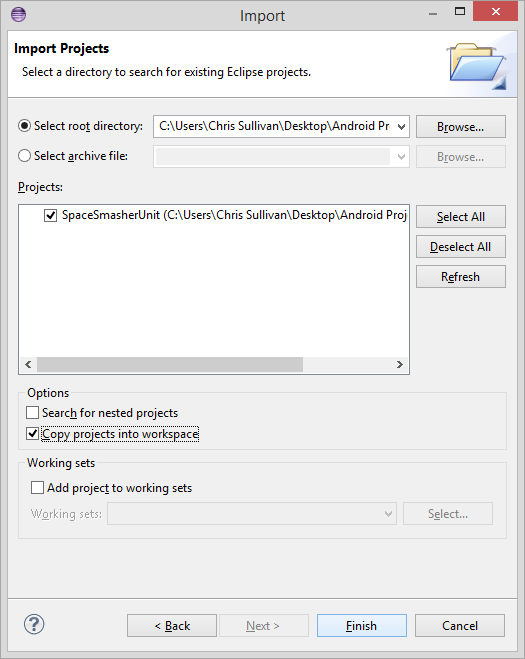 Import
Import Projects
Select a directory to search for existing Eclipse projects.
Select root directory: C:\Users\Chris Sullivan\Desktop\Android Pr Browse...
Select archive file: Browse...
Projects:
SpaceSmasherUnit (C:\Users\Chris Sullivan\Desktop\Android Proj
Select All
Deselect All
Refresh
Options
Search for nested projects
Copy projects into workspace
Working sets
Add project to working sets
Working sets: Select...
? < Back Next > Finish Cancel